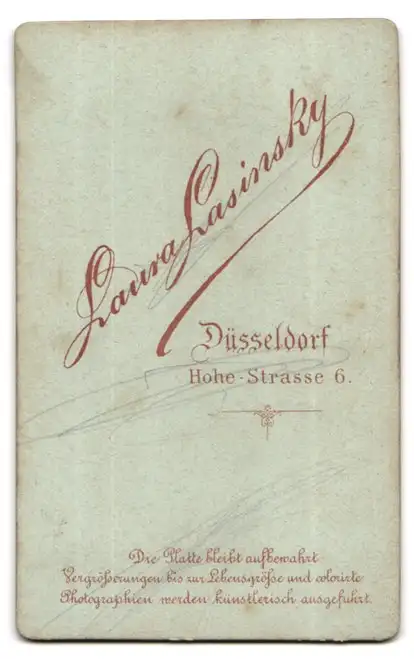 Laura Lasinsky
Düsseldorf
Hohe-Strasse 6.
Die Platte bleibt aufbewahrt
Vergrößerungen bis zur Lebensgröße und colorirte
Photographien werden künstlerisch ausgeführt.